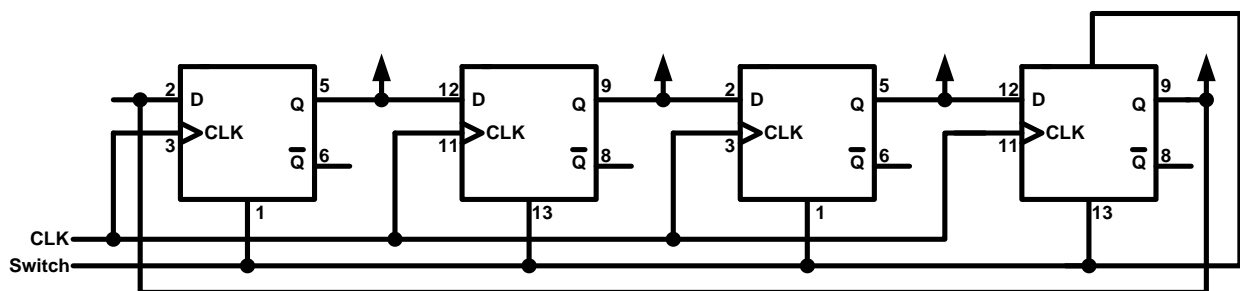 2 D Q 5 12 D Q 9 2 D Q 5 12 D Q 9
3 CLK 11 CLK 3 CLK 11 CLK
Q 6 Q 8 Q 6 Q 8
1 13 1 13
CLK
Switch